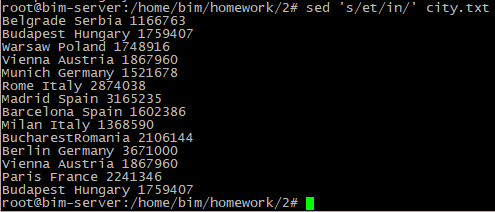 root@bim-server:/home/bim/homework/2# sed 's/et/in/' city.txt
Belgrade Serbia 1166763
Budapest Hungary 1759407
Warsaw Poland 1748916
Vienna Austria 1867960
Munich Germany 1521678
Rome Italy 2874038
Madrid Spain 3165235
Barcelona Spain 1602386
Milan Italy 1368590
BucharestRomania 2106144
Berlin Germany 3671000
Vienna Austria 1867960
Paris France 2241346
Budapest Hungary 1759407
root@bim-server:/home/bim/homework/2#